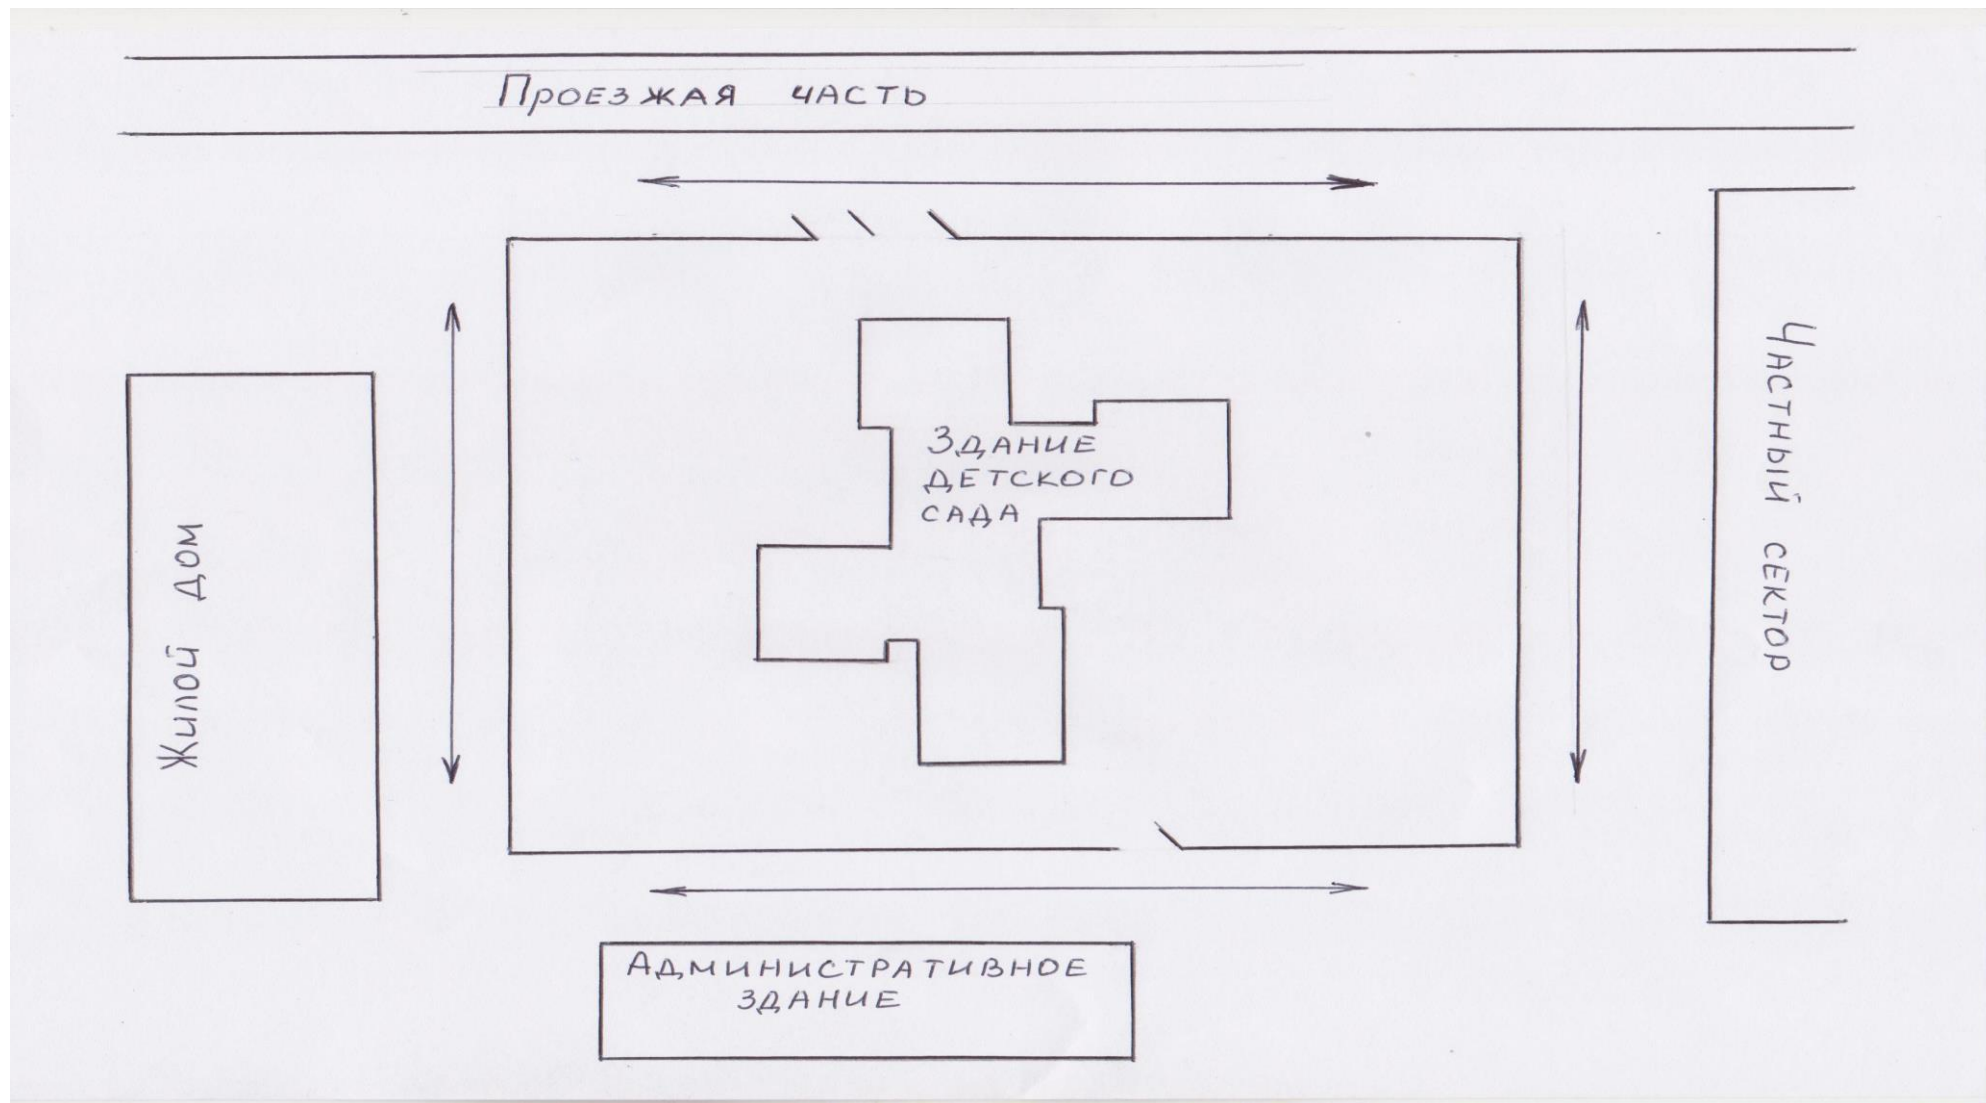 Проезжая часть
Здание
детского
сада
Жилой дом
Частный сектор
Административное
здание